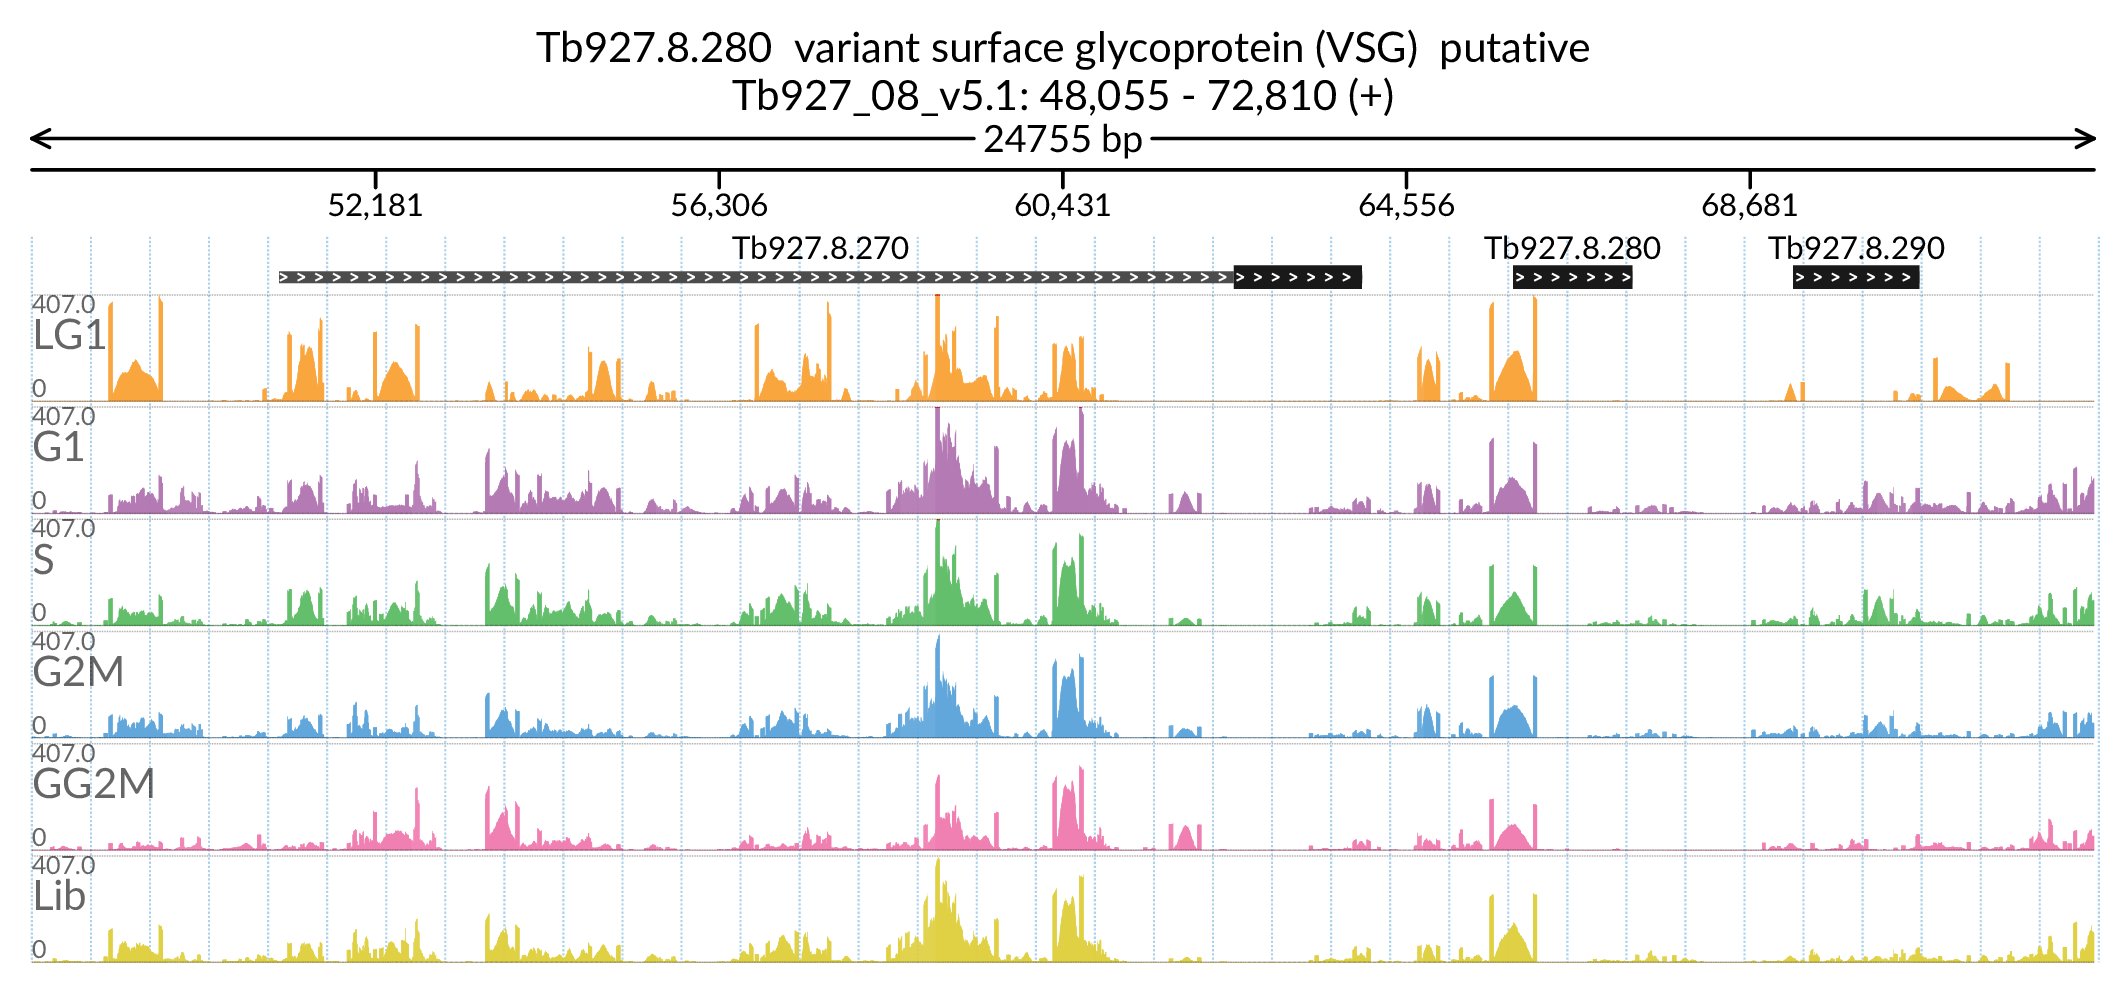 Tb927.8.280  variant surface glycoprotein (VSG)  putative
Tb927_08_v5.1: 48,055 - 72,810 (+)
24755 bp
52,181 56,306 60,431 64,556 68,681
Tb927.8.270 Tb927.8.280 Tb927.8.290
407.0
LG1
0
407.0
G1
0
407.0
S
0
407.0
G2M
0
407.0
GG2M
0
407.0
Lib
0